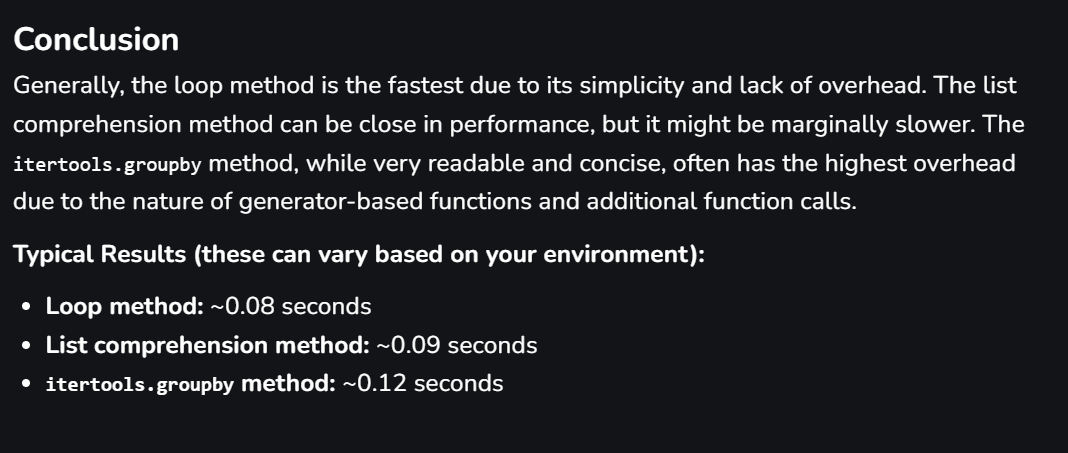 Conclusion
Generally, the loop method is the fastest due to its simplicity and lack of overhead. The list
comprehension method can be close in performance, but it might be marginally slower. The
itertools.groupby method, while very readable and concise, often has the highest overhead
due to the nature of generator-based functions and additional function calls.
Typical Results (these can vary based on your environment):
• Loop method: ~0.08 seconds
• List comprehension method: ~0.09 seconds
• itertools.groupby method: ~0.12 seconds